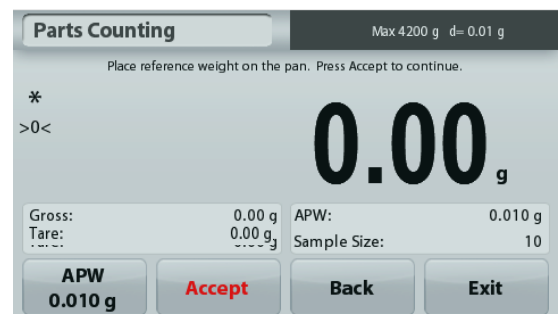 Parts Counting
Max 4200 g d= 0.01 g
Place reference weight on the pan. Press Accept to continue.
*
>0<
0.00 g
Gross: 0.00 g
Tare: 0.00 g
APW: 0.010 g
Sample Size: 10
APW
0.010 g
Accept
Back
Exit